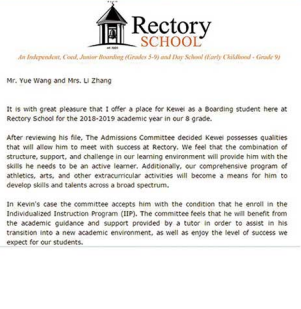 Rectory
SCHOOL
An Independent, Coed, Junior Boarding (Grades 5-9) and Day School (Early Childhood - Grade 9)
Mr. Yue Wang and Mrs. Li Zhang
It is with great pleasure that I offer a place for Kewei as a Boarding student here at
Rectory School for the 2018-2019 academic year in our 8 grade.
After reviewing his file, The Admissions Committee decided Kewei possesses qualities
that will allow him to meet with success at Rectory. We feel that the combination of
structure, support, and challenge in our learning environment will provide him with the
skills he needs to be an active learner. Additionally, our comprehensive program of
athletics, arts, and other extracurricular activities will become a means for him to
develop skills and talents across a broad spectrum.
In Kevin's case the committee accepts him with the condition that he enroll in the
Individualized Instruction Program (IIP). The committee feels that he will benefit from
the academic guidance and support provided by a tutor in order to assist in his
transition into a new academic environment, as well as enjoy the level of success we
expect for our students.